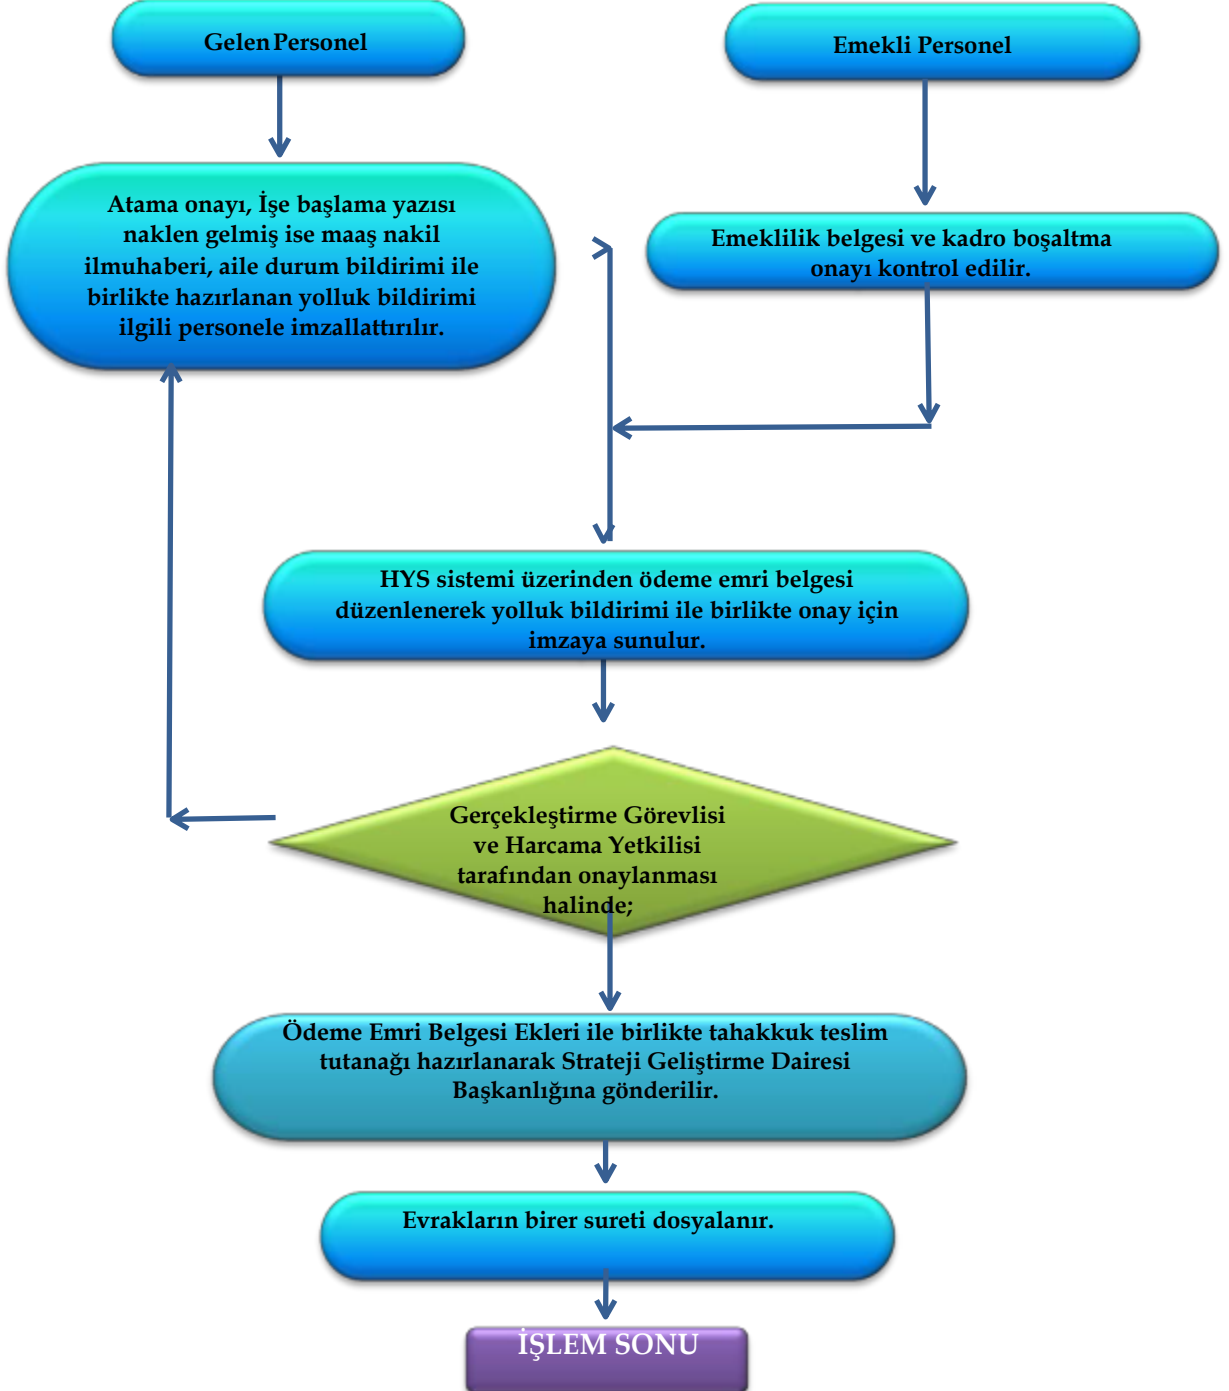 Gelen Personel
Emekli Personel
Atama onayı, İşe başlama yazısı
naklen gelmiş ise maaş nakil
ilmuhaberi, aile durum bildirimi ile
birlikte hazırlanan yolluk bildirimi
ilgili personele imzallattırılır.
Emeklilik belgesi ve kadro boşaltma
onayı kontrol edilir.
HYS sistemi üzerinden ödeme emri belgesi
düzenlenerek yolluk bildirimi ile birlikte onay için
imzaya sunulur.
Gerçekleştirme Görevlisi
ve Harcama Yetkilisi
tarafından onaylanması
halinde;
Ödeme Emri Belgesi Ekleri ile birlikte tahakkuk teslim
tutanağı hazırlanarak Strateji Geliştirme Dairesi
Başkanlığına gönderilir.
Evrakların birer sureti dosyalanır.
İŞLEM SONU